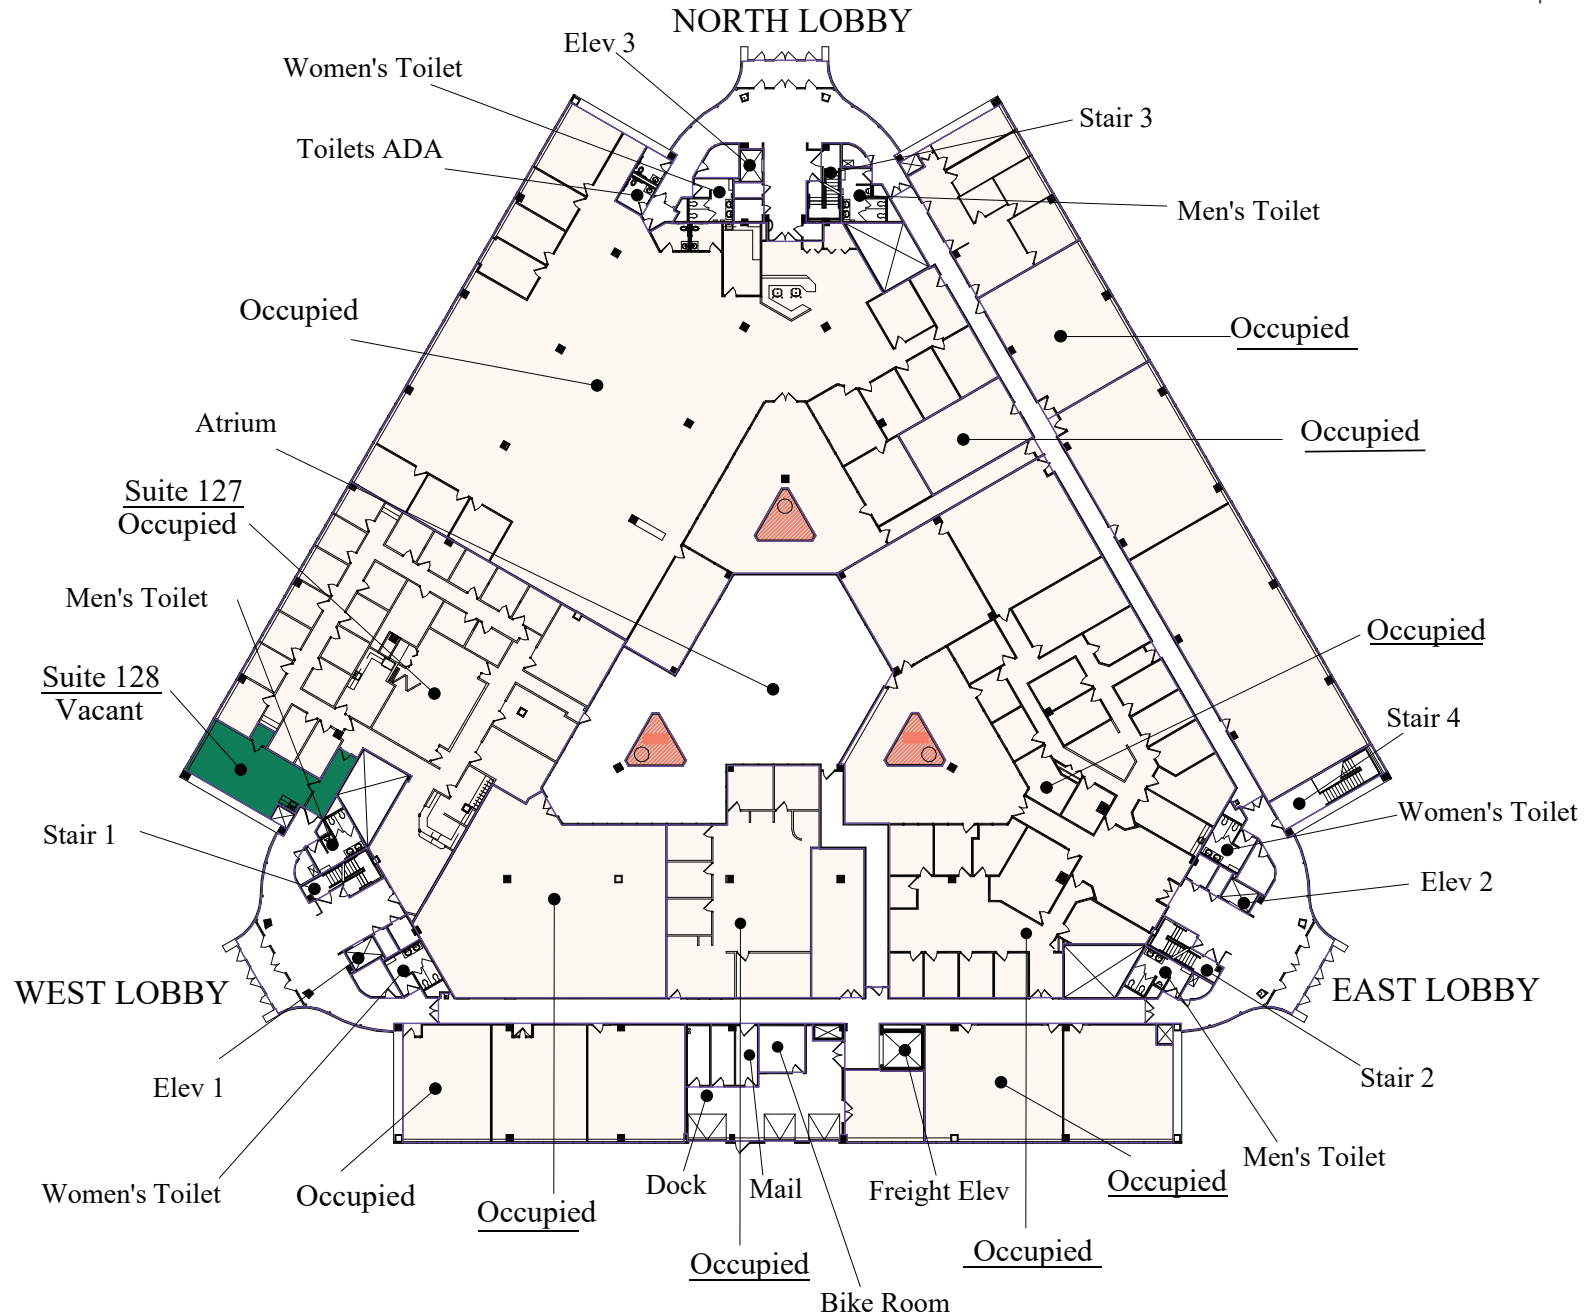 NORTH LOBBY
Elev 3
Women's Toilet
Stair 3
Toilets ADA
Men's Toilet
Occupied
Occupied
Atrium
Occupied
Suite 127
Occupied
Men's Toilet
Occupied
Suite 128
Vacant
Stair 4
Women's Toilet
Stair 1
Elev 2
WEST LOBBY
EAST LOBBY
Elev 1
Stair 2
Men's Toilet
Women's Toilet
Occupied
Occupied
Dock
Mail
Freight Elev
Occupied
Occupied
Occupied
Bike Room